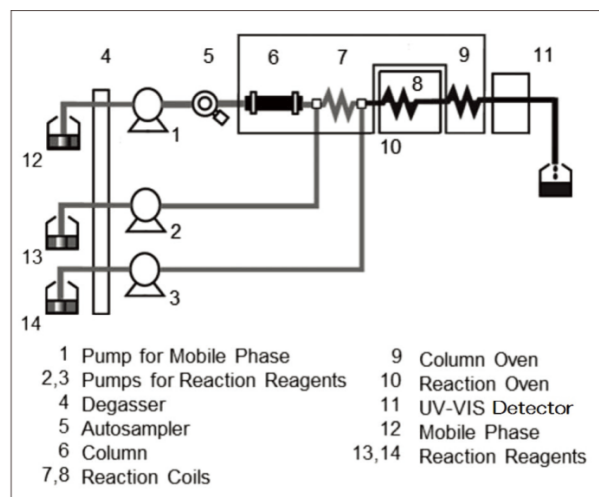 4 5 6 7 9 11
8
1
12
10
2
13
3
14
1 Pump for Mobile Phase
2,3 Pumps for Reaction Reagents
4 Degasser
5 Autosampler
6 Column
7,8 Reaction Coils
9 Column Oven
10 Reaction Oven
11 UV-VIS Detector
12 Mobile Phase
13,14 Reaction Reagents